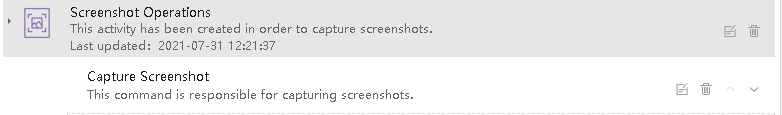 Screenshot Operations
This activity has been created in order to capture screenshots.
Last updated: 2021-07-31 12:21:37
Capture Screenshot
This command is responsible for capturing screenshots.